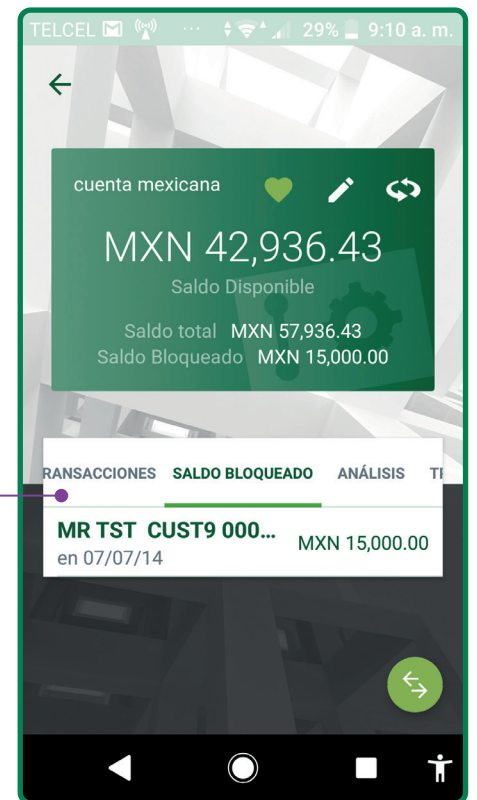 TELCEL ... 29% 9:10 a. m.
cuenta mexicana
MXN 42,936.43
Saldo Disponible
Saldo total MXN 57,936.43
Saldo Bloqueado MXN 15,000.00
RANSACCIONES SALDO BLOQUEADO ANÁLISIS TI
MR TST CUST9 000... MXN 15,000.00
en 07/07/14